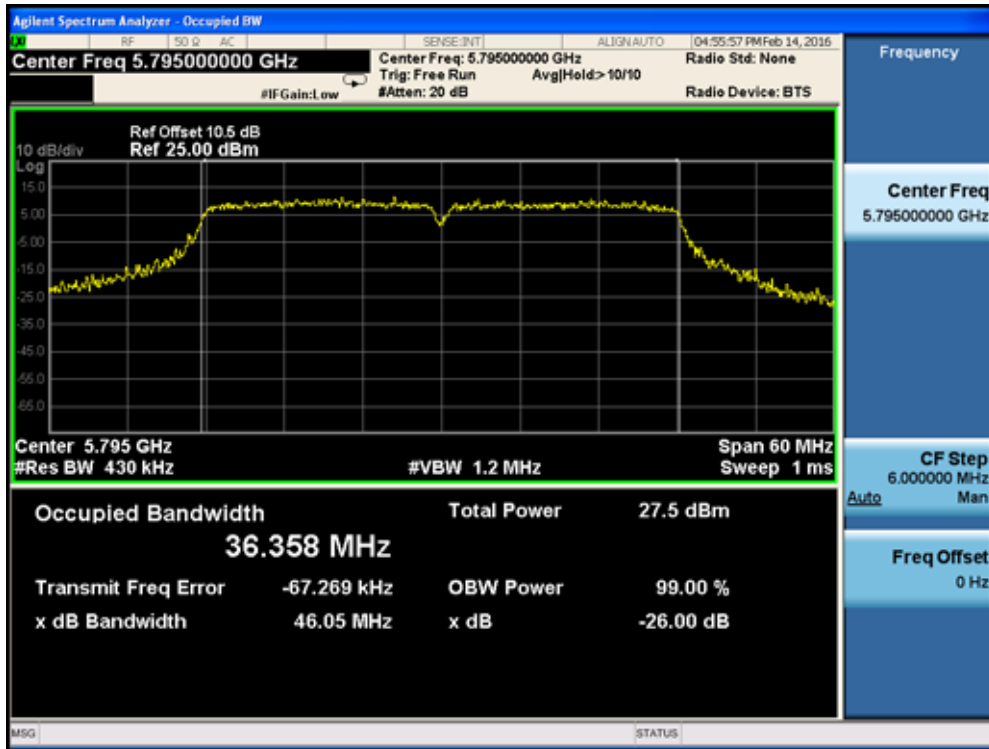 Agilent Spectrum Analyzer - Occupied BW
LXI RF 50 Ω AC SENSE:INT ALIGN AUTO 04:55:57 PM Feb 14, 2016
Center Freq 5.795000000 GHz
Center Freq: 5.795000000 GHz
Radio Std: None
Trig: Free Run Avg|Hold:> 10/10
#IFGain:Low
#Atten: 20 dB
Radio Device: BTS
Ref Offset 10.5 dB
10 dB/div Ref 25.00 dBm
Log
15.0
5.00
-5.00
-15.0
-25.0
-35.0
-45.0
-55.0
-65.0
Center 5.795 GHz Span 60 MHz
#Res BW 430 kHz #VBW 1.2 MHz Sweep 1 ms
Occupied Bandwidth Total Power 27.5 dBm
36.358 MHz
Transmit Freq Error -67.269 kHz OBW Power 99.00 %
x dB Bandwidth 46.05 MHz x dB -26.00 dB
Frequency
Center Freq
5.795000000 GHz
CF Step
6.000000 MHz
Auto Man
Freq Offset
0 Hz
MSG STATUS